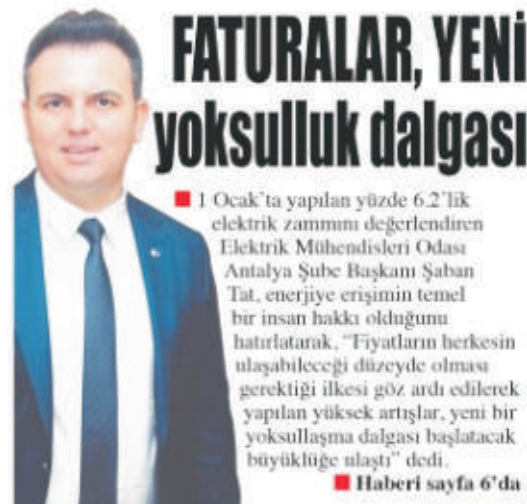 FATURALAR, YENİ
yoksulluk dalgası
1 Ocak'ta yapılan yüzde 6.2'lik
elektrik zammını değerlendiren
Elektrik Mühendisleri Odası
Antalya Şube Başkanı Şaban
Tat, enerjiye erişimin temel
bir insan hakkı olduğunu
hatırlatarak, “Fiyatların herkesin
ulaşabileceği düzeyde olması
gerektiği ilkesi göz ardı edilerek
yapılan yüksek artışlar, yeni bir
yoksullaşma dalgası başlatacak
büyüklüğe ulaştı” dedi.
■ Haberi sayfa 6'da